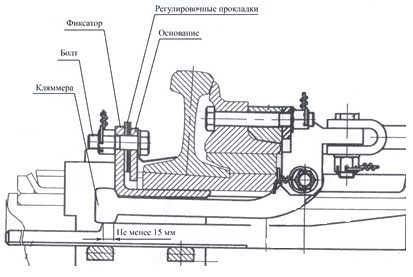 Регулировочные прокладки
Фиксатор
Основание
Болт
Кляммера
Не менее 15 мм